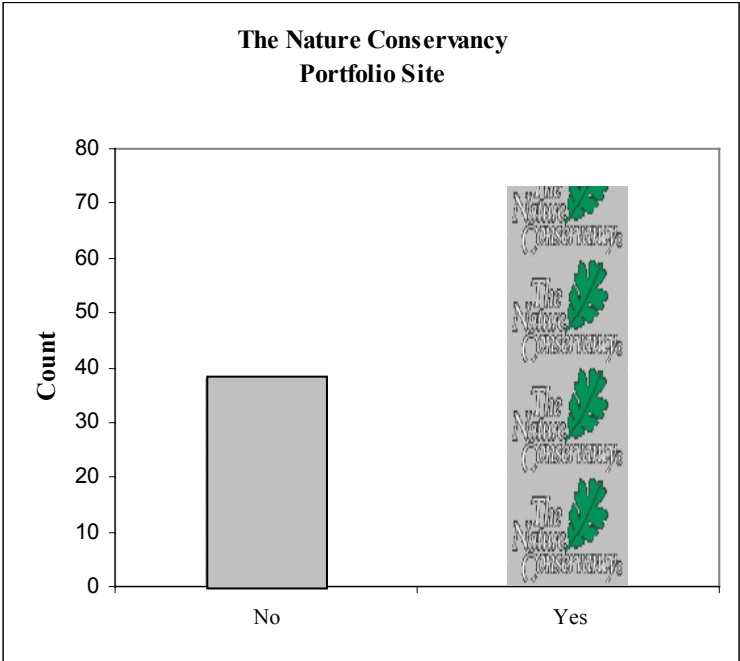 The Nature Conservancy
Portfolio Site
80
70
60
50
40
30
20
10
0
Count
The
Nature
Conservancy®
The
Nature
Conservancy®
The
Nature
Conservancy®
The
Nature
Conservancy®
No
Yes